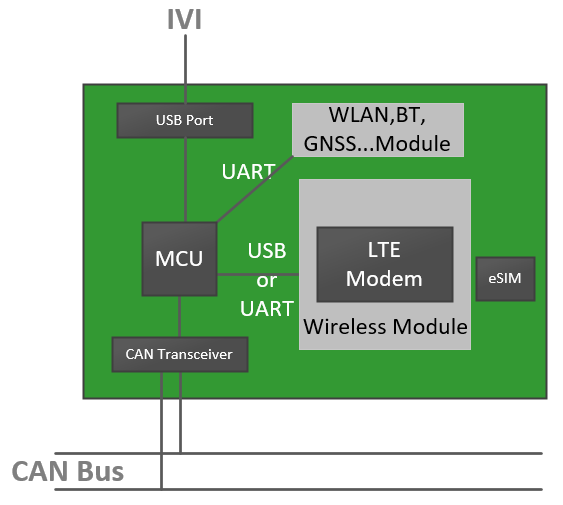 IVI
USB Port
WLAN,BT,
GNSS...Module
UART
MCU
USB
or
UART
LTE
Modem
eSIM
Wireless Module
CAN Transceiver
CAN Bus